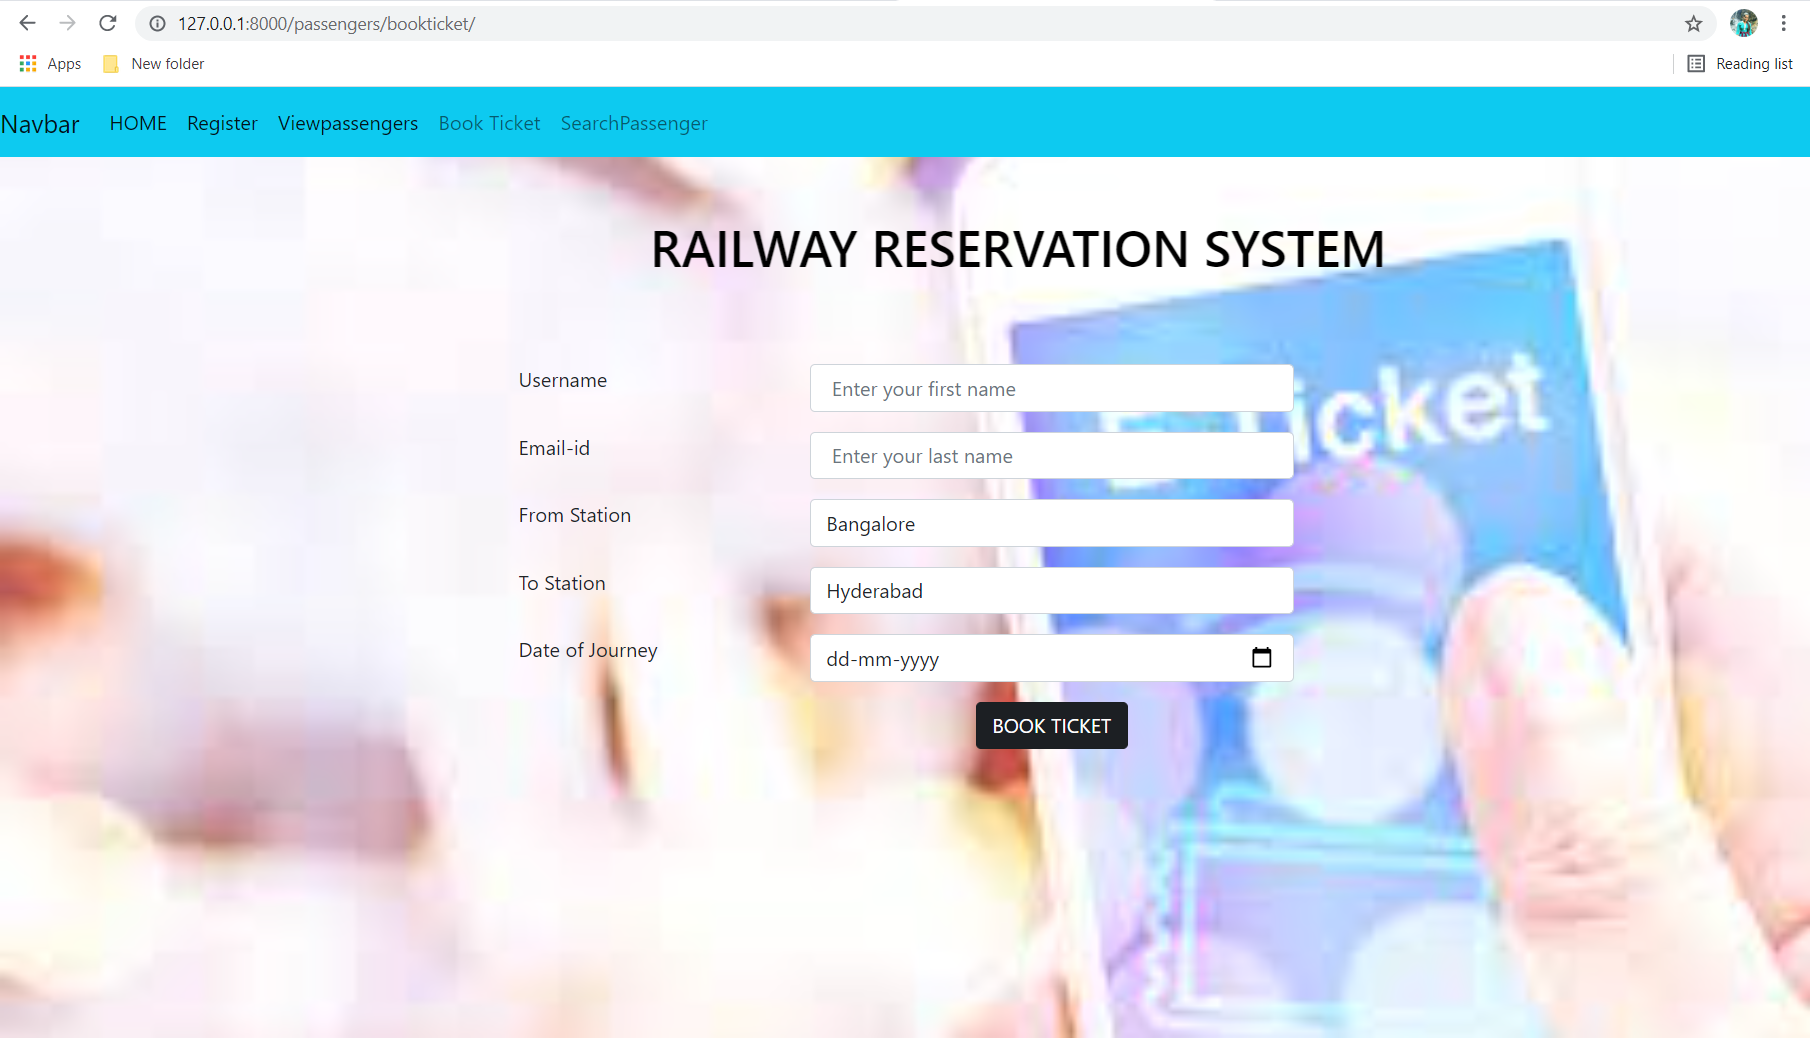 127.0.0.1:8000/passengers/bookticket/
Apps New folder Reading list
Navbar HOME Register Viewpassengers Book Ticket SearchPassenger
RAILWAY RESERVATION SYSTEM
Username Enter your first name
icket
Email-id Enter your last name
From Station Bangalore
To Station Hyderabad
Date of Journey dd-mm-yyyy
BOOK TICKET